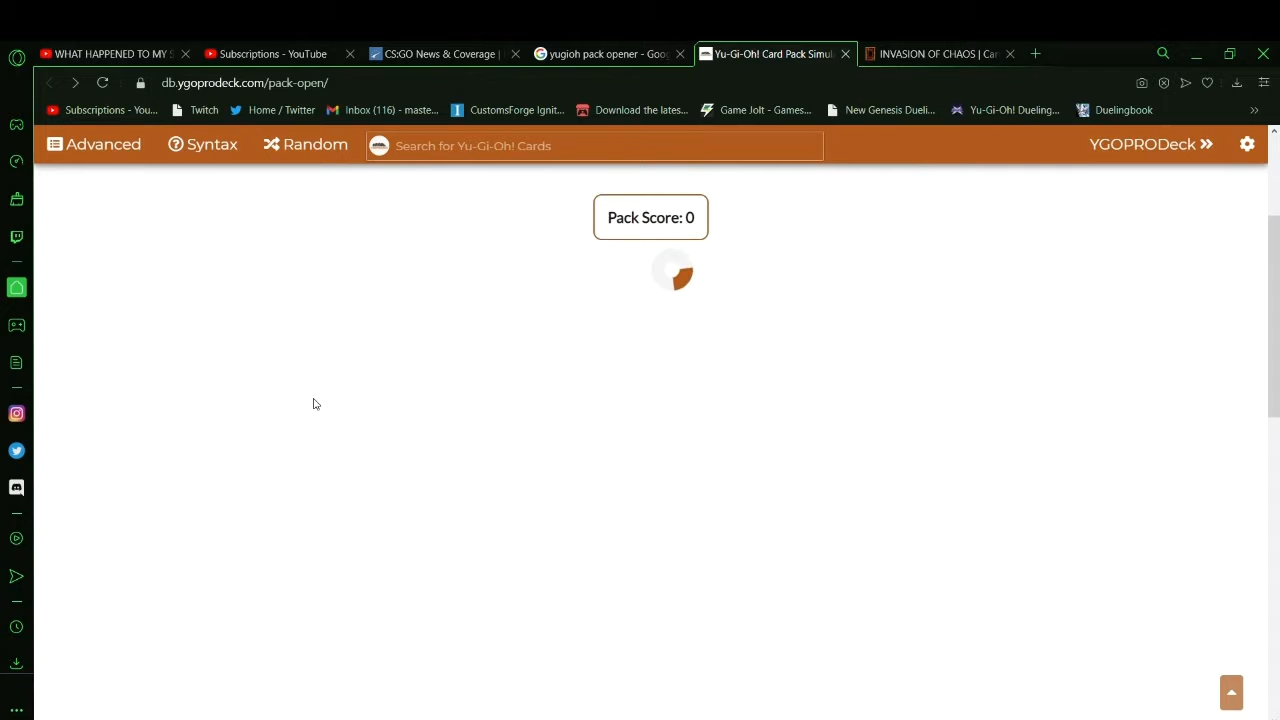 WHAT HAPPENED TO MY S
Subscriptions - YouTube
CS:GO News & Coverage |
yugioh pack opener - Goo
Yu-Gi-Oh! Card Pack Simul
INVASION OF CHAOS | Car
db.ygoprodeck.com/pack-open/
Subscriptions - You...
Twitch
Home / Twitter
Inbox (116) - maste...
CustomsForge Ignit...
Download the lates...
Game Jolt - Games...
New Genesis Dueli...
Yu-Gi-Oh! Dueling...
Duelingbook
Advanced
Syntax
Random
Search for Yu-Gi-Oh! Cards
YGOPRODeck
Pack Score: 0